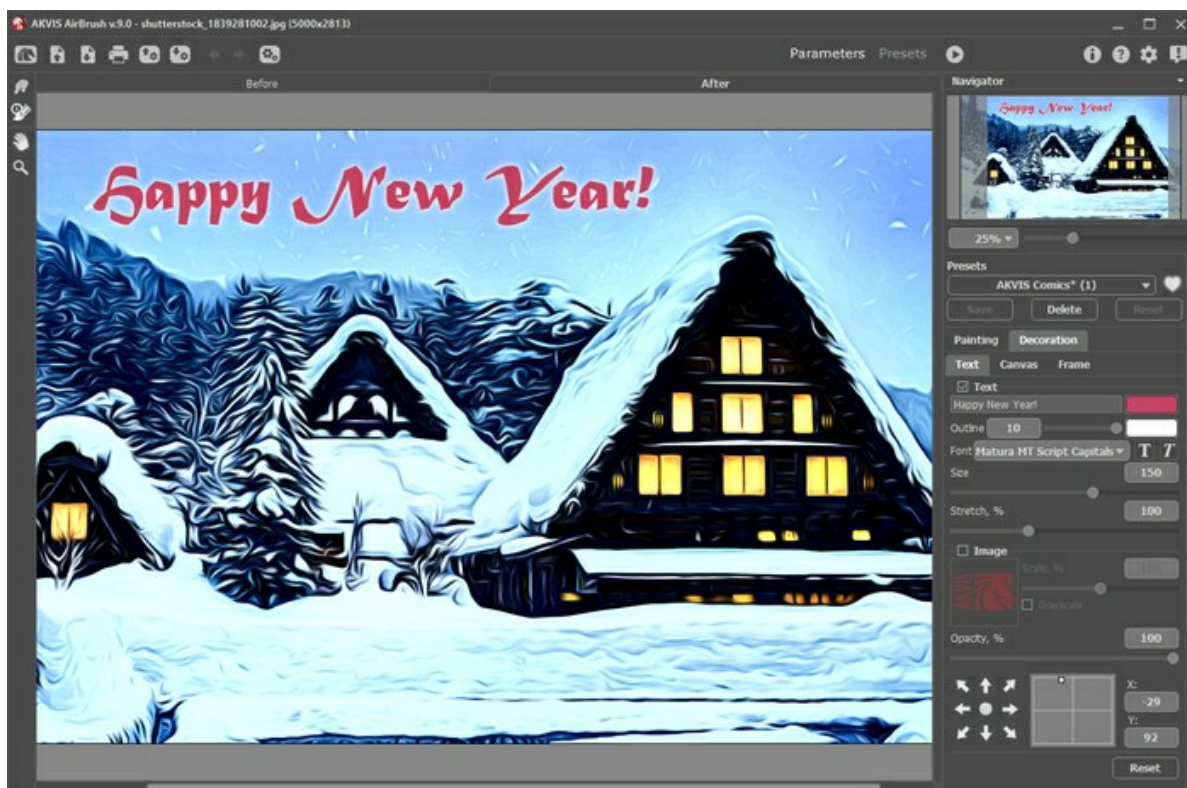 AKVIS AirBrush v.9.0 - shutterstock_1839281002.jpg (5000x2813)
Parameters Presets
Before After
Navigator
Happy New Year!
Happy New Year!
25%
Presets
AKVIS Comics* (1)
Save Delete Reset
Painting Decoration
Text Canvas Frame
Text
Happy New Year!
Outline 10
Font Matura MT Script Capitals T T
Size 150
Stretch, % 100
Image
Scale, %
AKVIS
Grayscale
Opacity, % 100
X:
-29
Y:
92
Reset